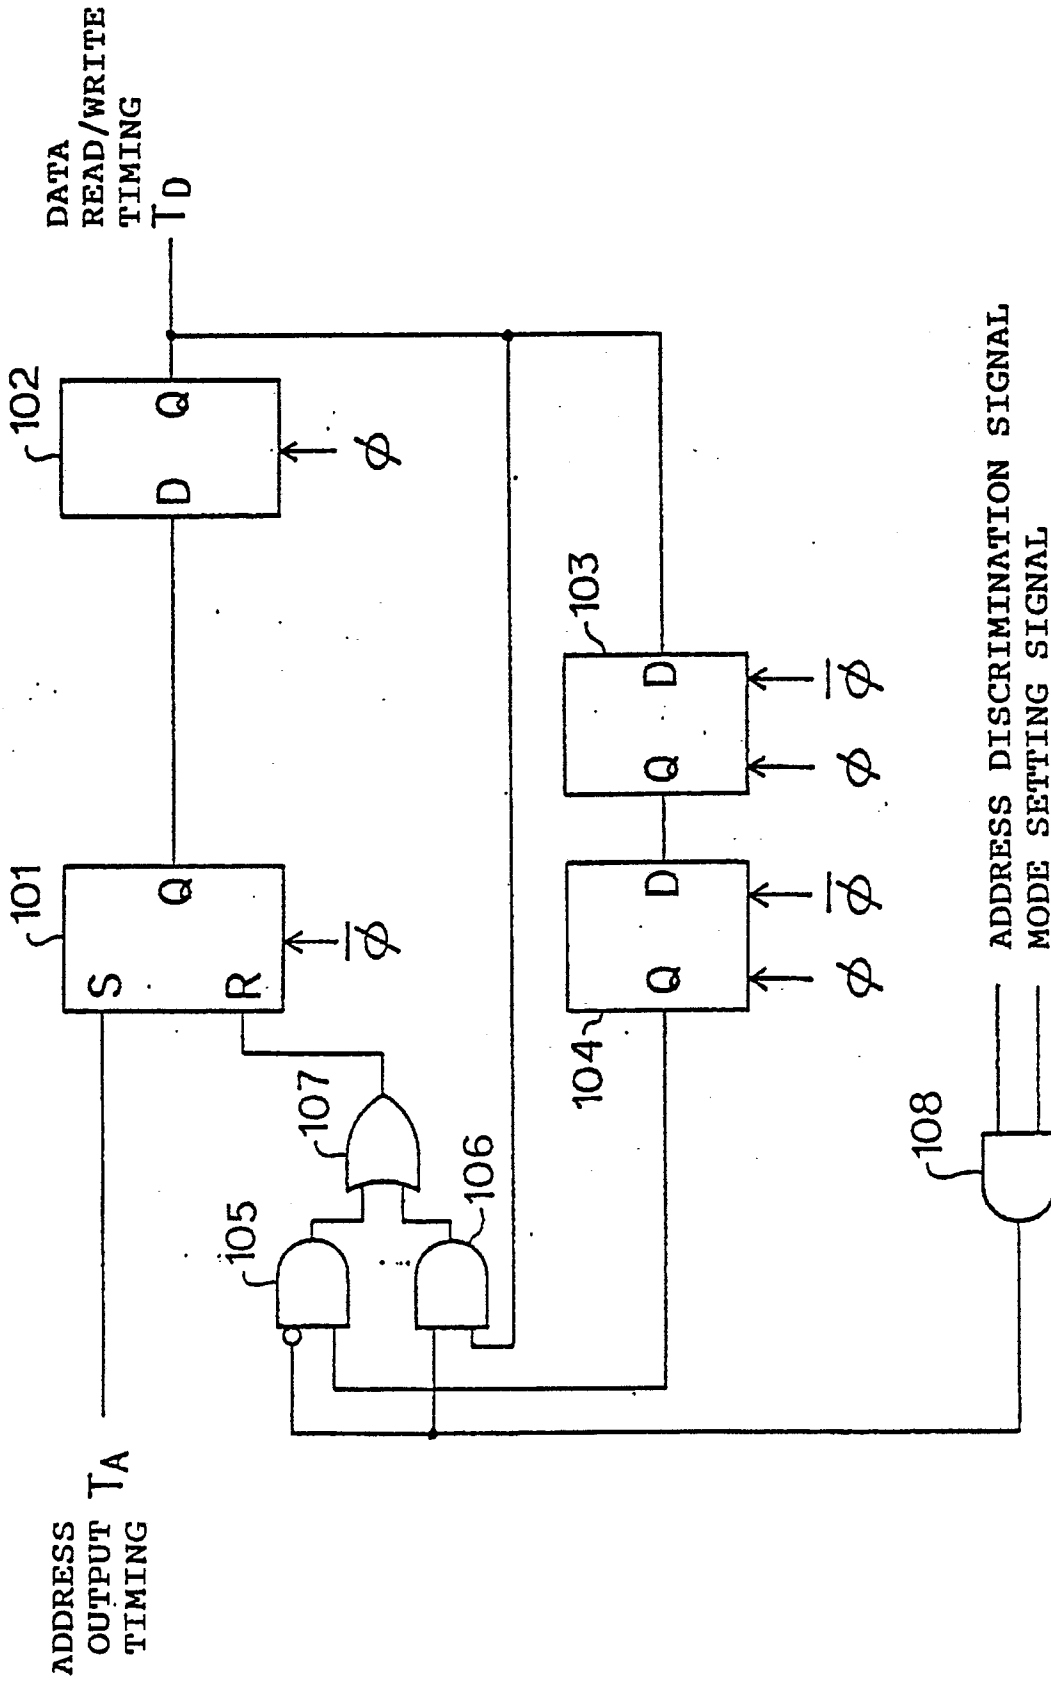 ADDRESS
OUTPUT TA
TIMING
S
R
Q
101
φ̅
D
Q
102
φ
DATA
READ/WRITE
TIMING
TD
105
106
107
104
Q
D
φ
φ̅
103
Q
D
φ
φ̅
108
ADDRESS DISCRIMINATION SIGNAL
MODE SETTING SIGNAL